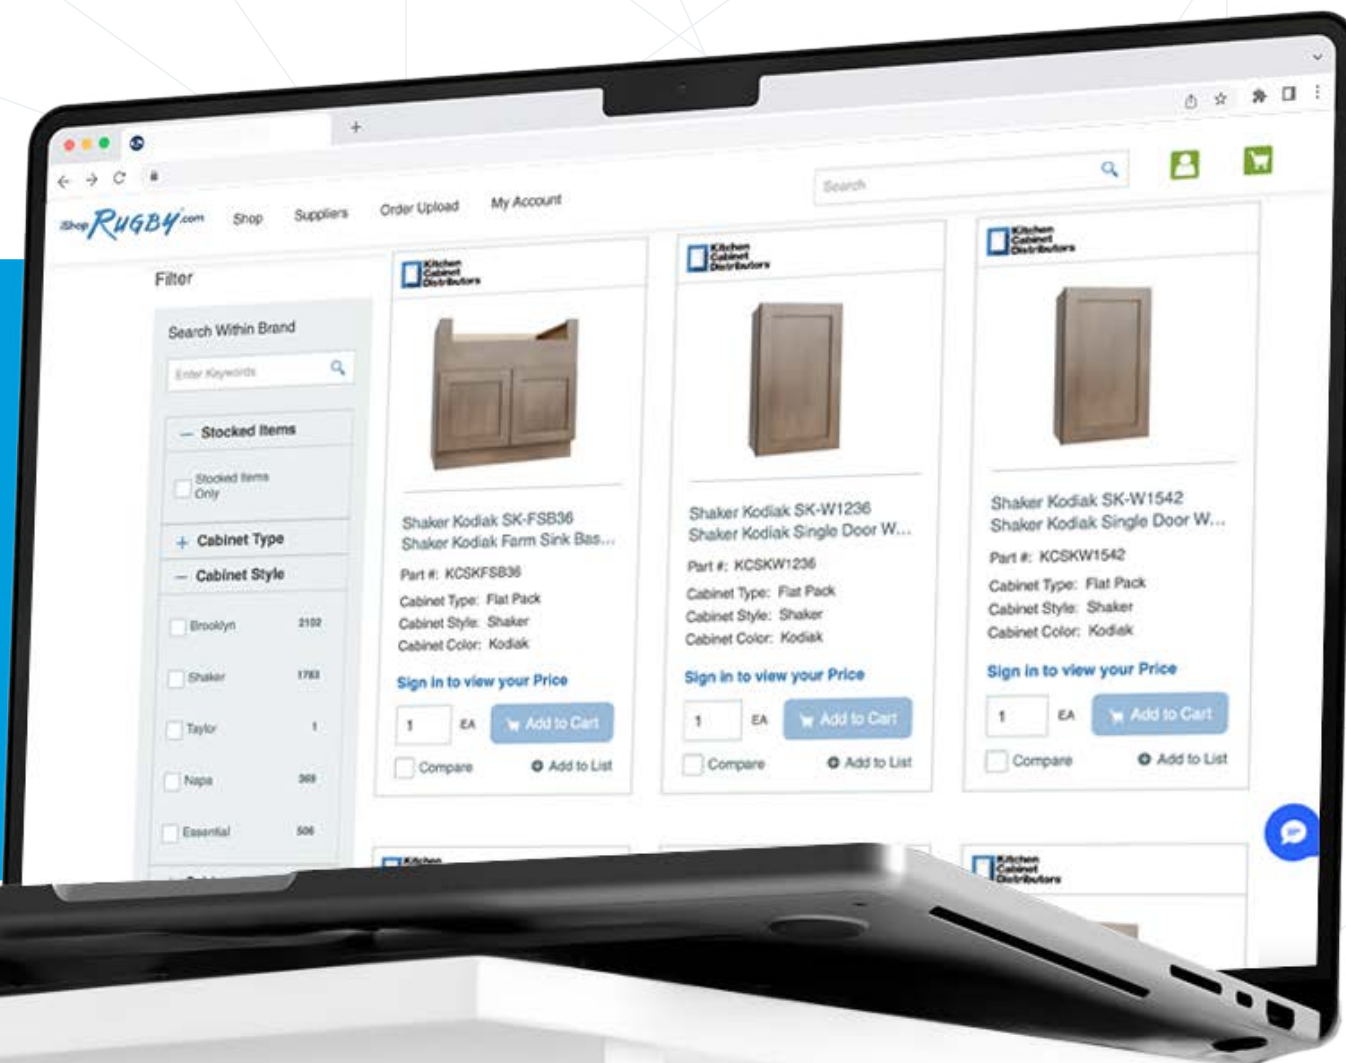 iShop RUGBY.com
Shop
Suppliers
Order Upload
My Account
Search
Filter
Search Within Brand
Enter Keywords
— Stocked Items
Stocked Items
Only
+ Cabinet Type
— Cabinet Style
Brooklyn 2102
Shaker 1783
Taylor 1
Napa 369
Essential 506
Kitchen
Cabinet
Distributors
Shaker Kodiak SK-FSB36
Shaker Kodiak Farm Sink Bas...
Part #: KCSKFSB36
Cabinet Type: Flat Pack
Cabinet Style: Shaker
Cabinet Color: Kodiak
Sign in to view your Price
1 EA Add to Cart
Compare Add to List
Kitchen
Cabinet
Distributors
Shaker Kodiak SK-W1236
Shaker Kodiak Single Door W...
Part #: KCSKW1236
Cabinet Type: Flat Pack
Cabinet Style: Shaker
Cabinet Color: Kodiak
Sign in to view your Price
1 EA Add to Cart
Compare Add to List
Kitchen
Cabinet
Distributors
Shaker Kodiak SK-W1542
Shaker Kodiak Single Door W...
Part #: KCSKW1542
Cabinet Type: Flat Pack
Cabinet Style: Shaker
Cabinet Color: Kodiak
Sign in to view your Price
1 EA Add to Cart
Compare Add to List
Kitchen
Kitchen
Cabinet
Distributors